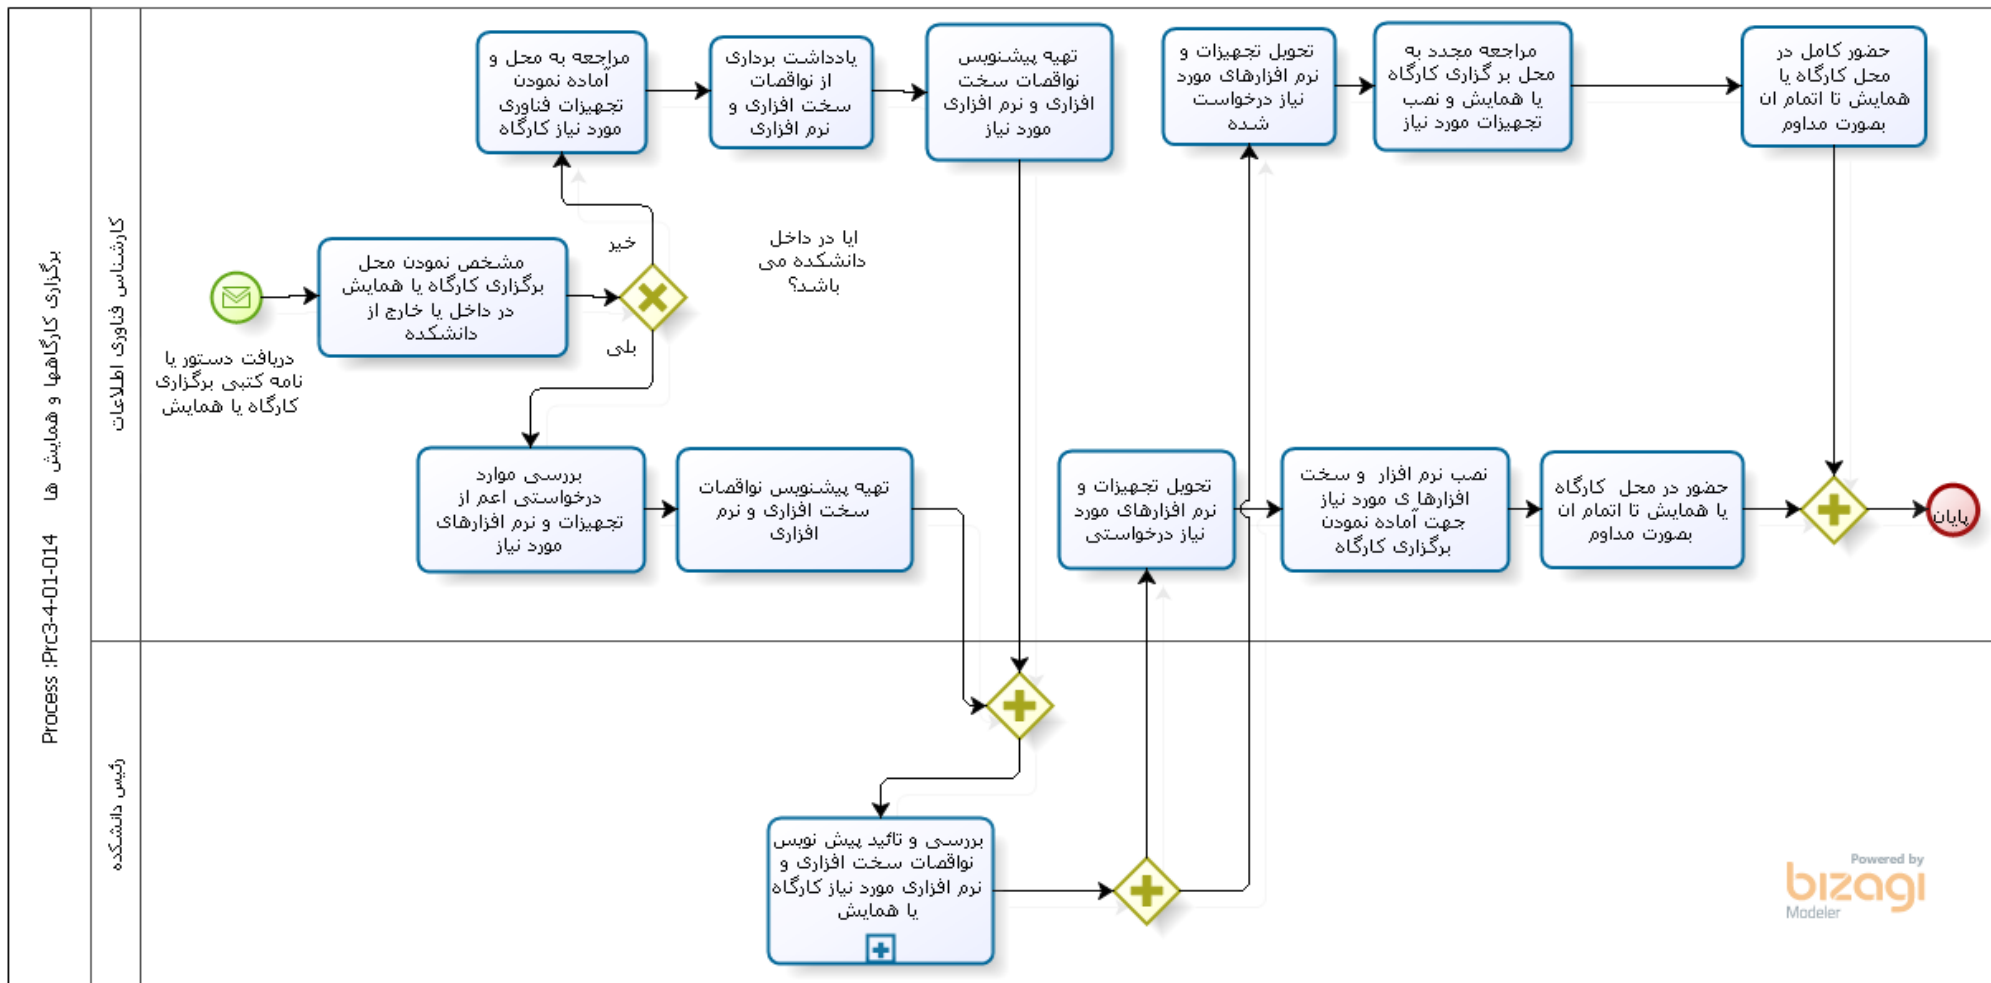 برگزاری کارگاهها و همایش ها
Process :Prc3-4-01-014
کارشناس فناوری اطلاعات
رئیس دانشکده
دریافت دستور یا
نامه کتبی برگزاری
کارگاه یا همایش
مشخص نمودن محل
برگزاری کارگاه یا همایش
در داخل یا خارج از
دانشکده
خیر
بلی
ایا در داخل
دانشکده می
باشد؟
مراجعه به محل و
آماده نمودن
تجهیزات فناوری
مورد نیاز کارگاه
یادداشت برداری
از نواقصات
سخت افزاری و
نرم افزاری
تهیه پیشنویس
نواقصات سخت
افزاری و نرم افزاری
مورد نیاز
تحویل تجهیزات و
نرم افزارهای مورد
نیاز درخواست
شده
مراجعه مجدد به
محل بر گزاری کارگاه
یا همایش و نصب
تجهیزات مورد نیاز
حضور کامل در
محل کارگاه یا
همایش تا اتمام ان
بصورت مداوم
بررسی موارد
درخواستی اعم از
تجهیزات و نرم افزارهای
مورد نیاز
تهیه پیشنویس نواقصات
سخت افزاری و نرم
افزاری
تحویل تجهیزات و
نرم افزارهای مورد
نیاز درخواستی
نصب نرم افزار و سخت
افزارها ی مورد نیاز
جهت آماده نمودن
برگزاری کارگاه
حضور در محل کارگاه
یا همایش تا اتمام ان
بصورت مداوم
پایان
بررسی و تائید پیش نویس
نواقصات سخت افزاری و
نرم افزاری مورد نیاز کارگاه
یا همایش
Powered by
bizagi
Modeler